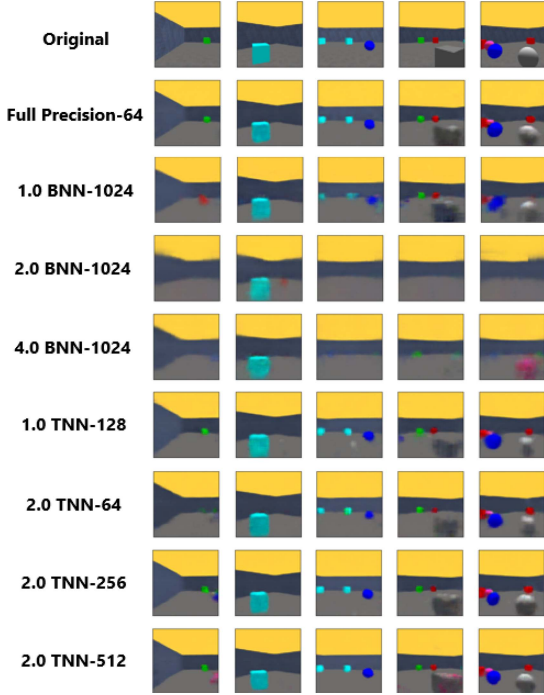 Original
Full Precision-64
1.0 BNN-1024
2.0 BNN-1024
4.0 BNN-1024
1.0 TNN-128
2.0 TNN-64
2.0 TNN-256
2.0 TNN-512